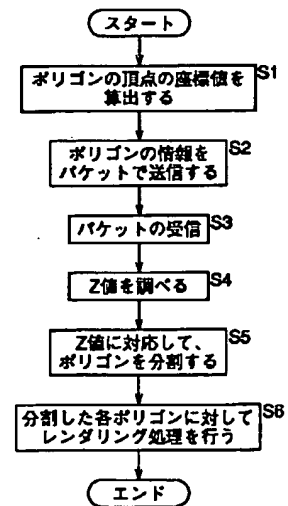 スタート
S1
ポリゴンの頂点の座標値を
算出する
S2
ポリゴンの情報を
パケットで送信する
S3
パケットの受信
S4
Z値を調べる
S5
Z値に対応して、
ポリゴンを分割する
S6
分割した各ポリゴンに対して
レンダリング処理を行う
エンド